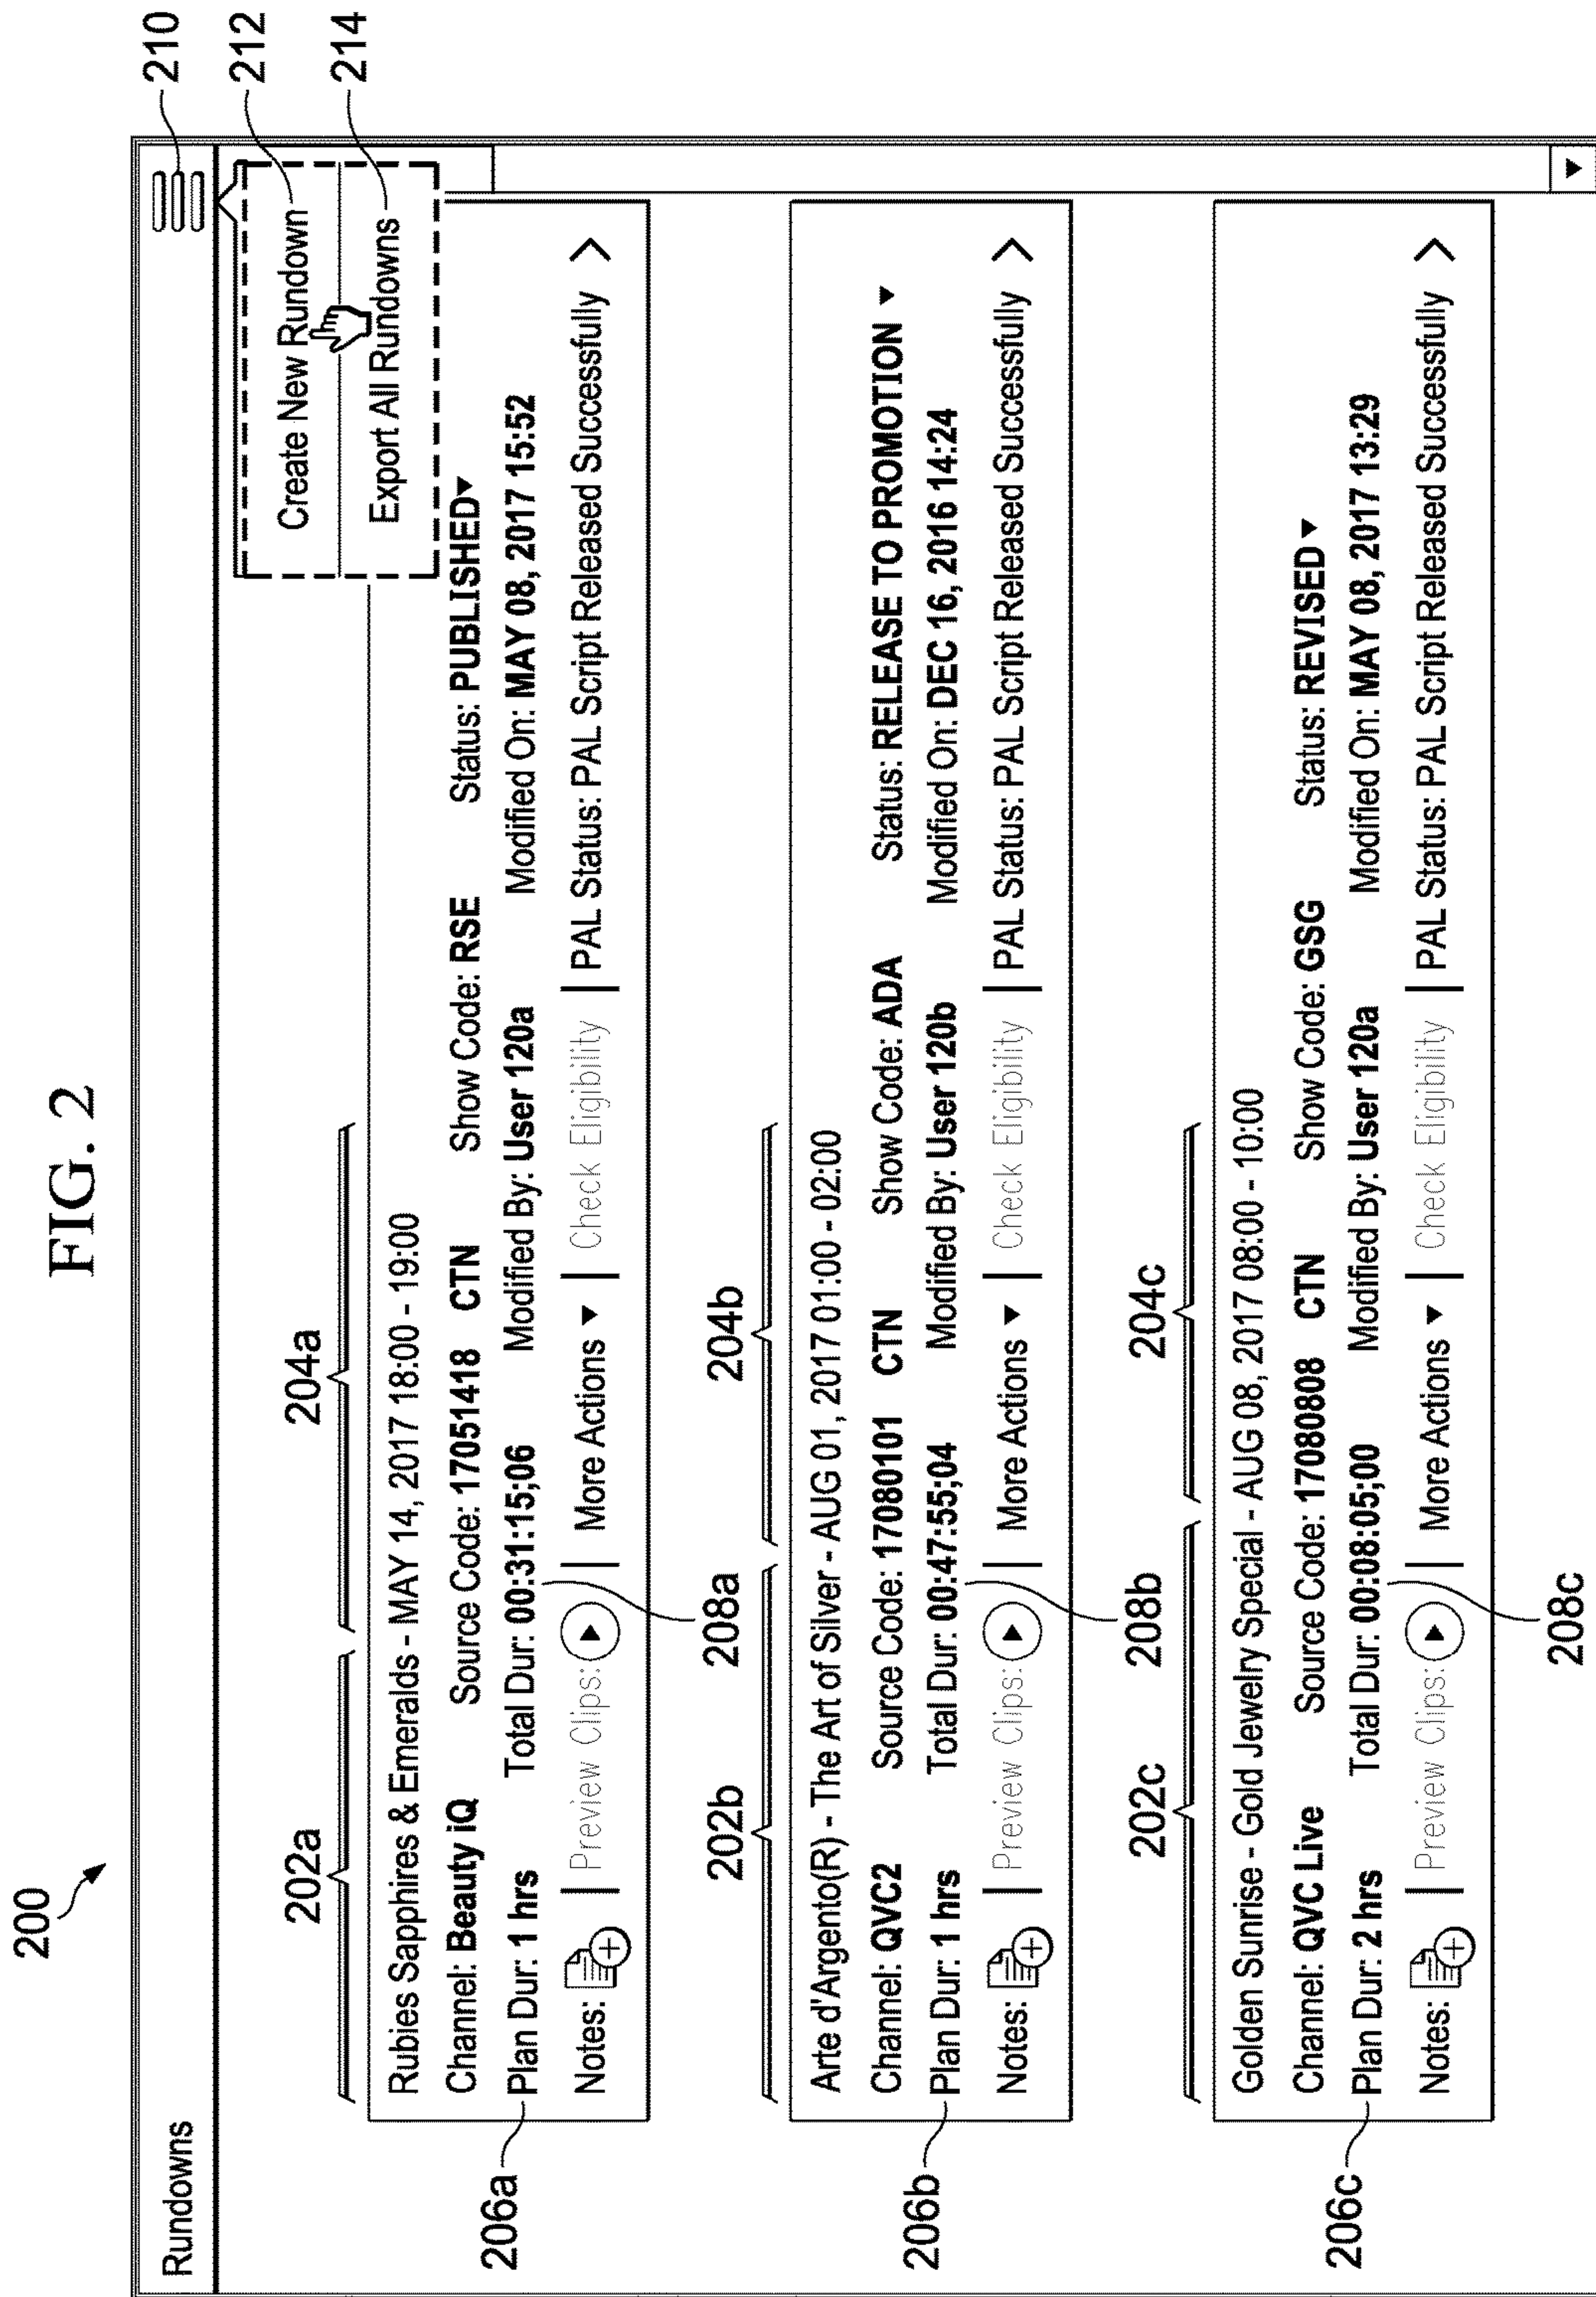 FIG. 2
200
Rundowns
210
Create New Rundown
212
Export All Rundowns
214
202a
204a
Rubies Sapphires & Emeralds - MAY 14, 2017 18:00 - 19:00
Channel: Beauty iQ Source Code: 17051418 CTN Show Code: RSE Status: PUBLISHED
206a
Plan Dur: 1 hrs Total Dur: 00:31:15;06 Modified By: User 120a Modified On: MAY 08, 2017 15:52
Notes: Preview Clips: More Actions Check Eligibility PAL Status: PAL Script Released Successfully
208a
202b
204b
Arte d'Argento(R) - The Art of Silver - AUG 01, 2017 01:00 - 02:00
Channel: QVC2 Source Code: 17080101 CTN Show Code: ADA Status: RELEASE TO PROMOTION
206b
Plan Dur: 1 hrs Total Dur: 00:47:55;04 Modified By: User 120b Modified On: DEC 16, 2016 14:24
Notes: Preview Clips: More Actions Check Eligibility PAL Status: PAL Script Released Successfully
208b
202c
204c
Golden Sunrise - Gold Jewelry Special - AUG 08, 2017 08:00 - 10:00
Channel: QVC Live Source Code: 17080808 CTN Show Code: GSG Status: REVISED
206c
Plan Dur: 2 hrs Total Dur: 00:08:05;00 Modified By: User 120a Modified On: MAY 08, 2017 13:29
Notes: Preview Clips: More Actions Check Eligibility PAL Status: PAL Script Released Successfully
208c